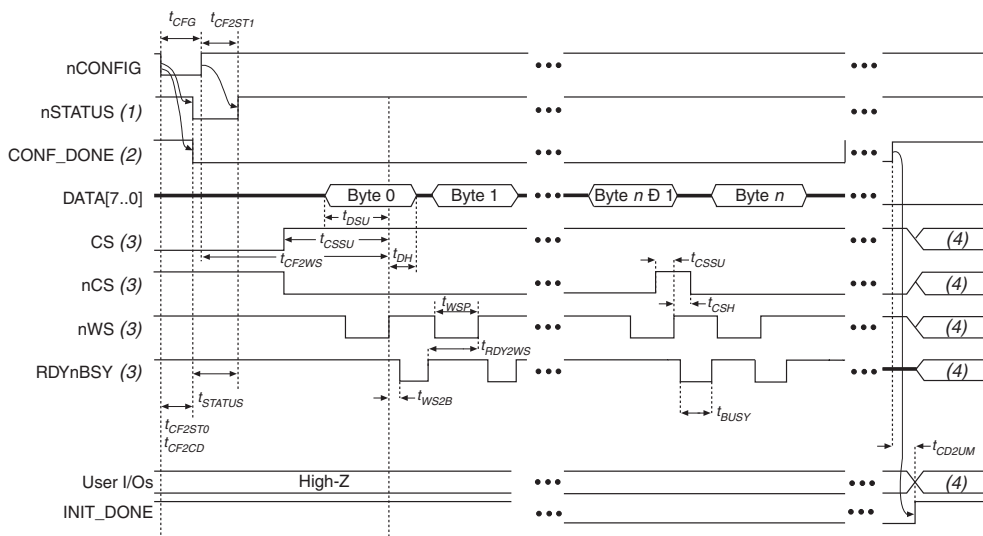 tCFG
tCF2ST1
nCONFIG
nSTATUS (1)
CONF_DONE (2)
DATA[7..0]
Byte 0
Byte 1
Byte n Ð 1
Byte n
tDSU
CS (3)
tCSSU
(4)
tCF2WS
tDH
tCSSU
nCS (3)
(4)
tWSP
tCSH
nWS (3)
(4)
tRDY2WS
RDYnBSY (3)
(4)
tSTATUS
tWS2B
tBUSY
tCF2ST0
tCF2CD
tCD2UM
User I/Os
High-Z
(4)
INIT_DONE